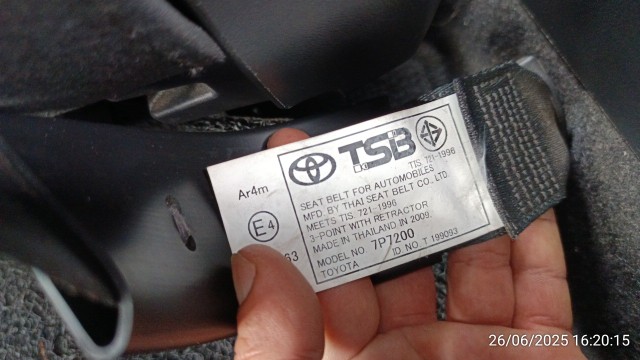 TSB
TIS. 721-1998
Ar4m
SEAT BELT FOR AUTOMOBILES
MFD. BY THAI SEAT BELT CO., LTD
MEETS TIS. 721-1996
3-POINT WITH RETRACTOR
MADE IN THAILAND IN 2009.
E4
63
MODEL NO 7P7200
TOYOTA ID. NO. T 199093
26/06/2025 16:20:15